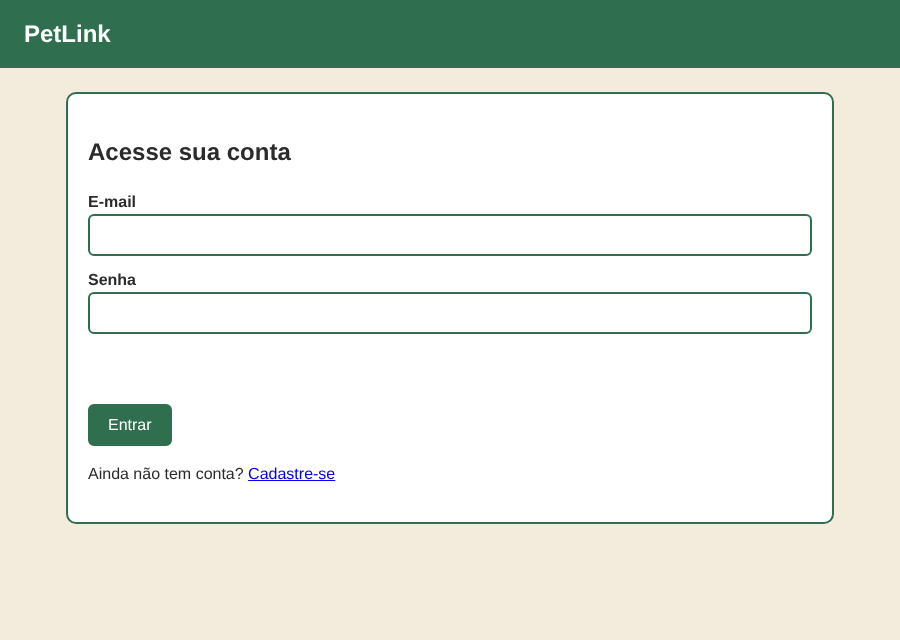 PetLink
Acesse sua conta
E-mail
Senha
Entrar
Ainda não tem conta? Cadastre-se